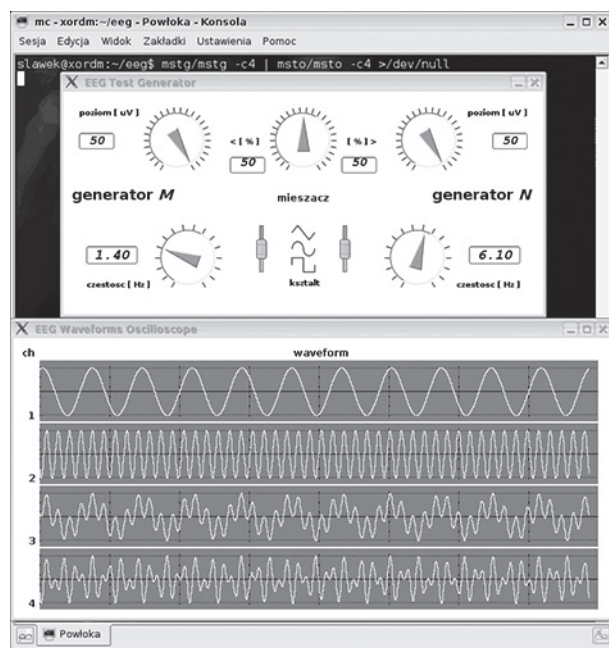 mc - xordm:~/eeg - Powłoka - Konsola
Sesja Edycja Widok Zakładki Ustawienia Pomoc
slawek@xordm:~/eeg$ mstg/mstg -c4 | msto/msto -c4 >/dev/null
EEG Test Generator
poziom [ uV ]
50
< [ % ]
50
[ % ] >
50
poziom [ uV ]
50
generator M
mieszacz
generator N
1.40
czestosc [ Hz ]
ksztalt
6.10
czestosc [ Hz ]
EEG Waveforms Oscilloscope
ch
waveform
1
2
3
4
Powłoka